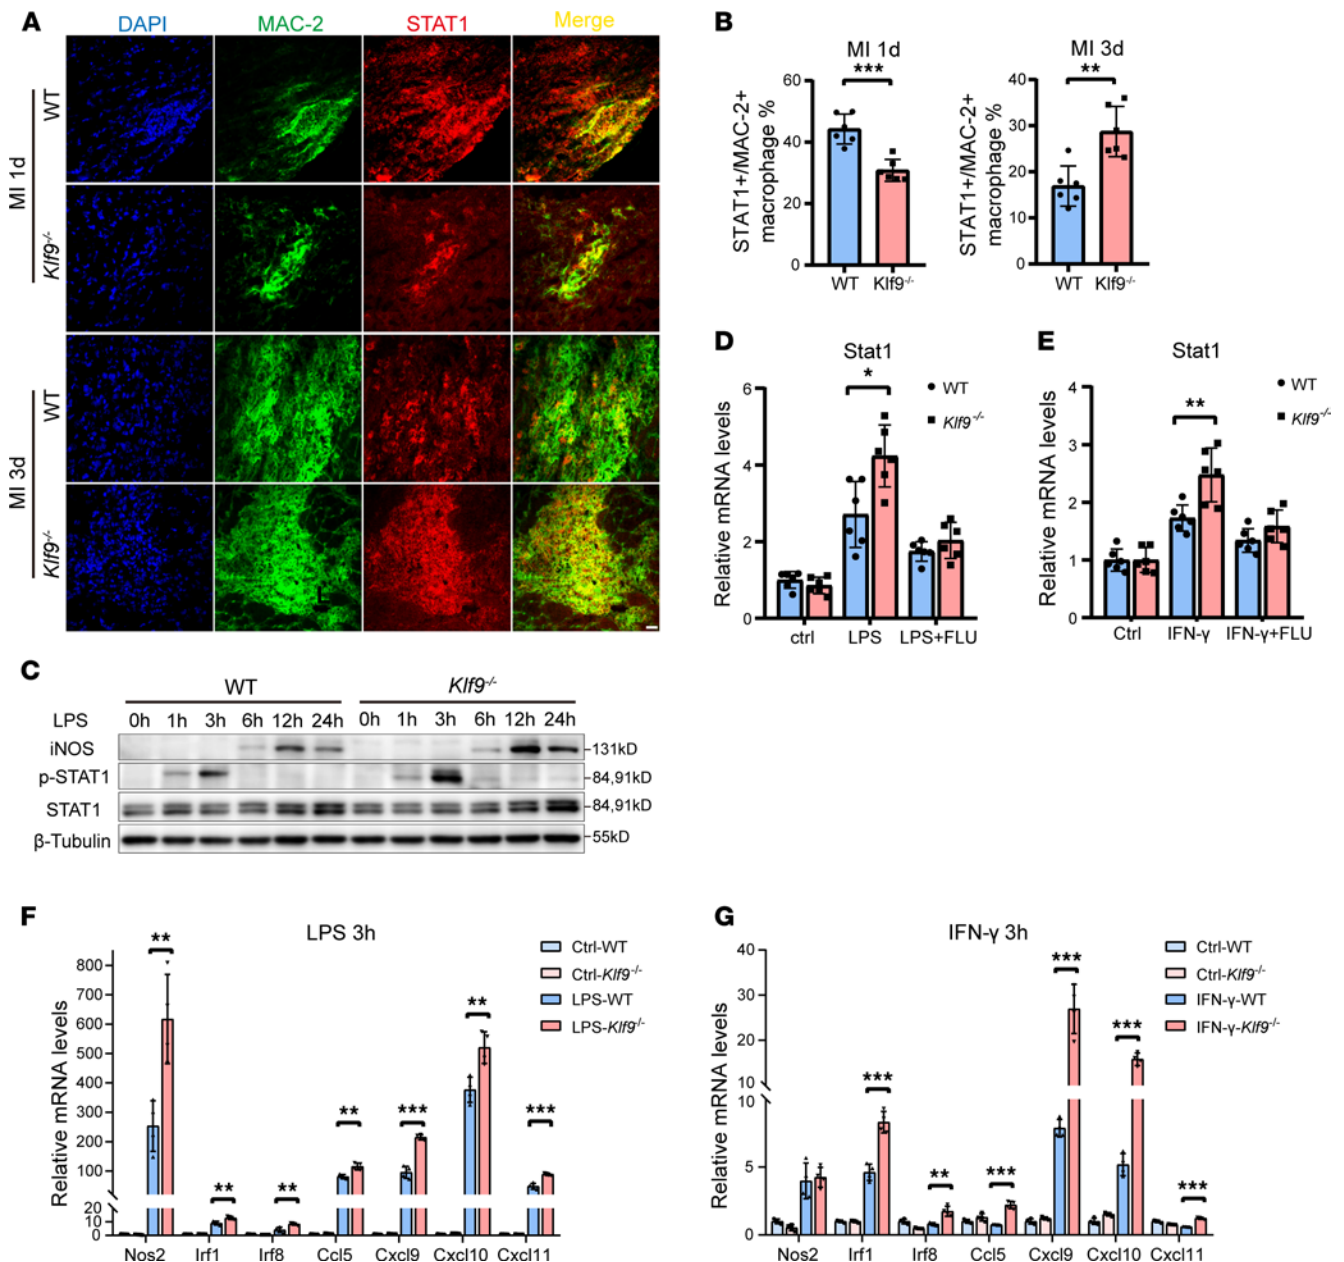 A
DAPI
MAC-2
STAT1
Merge
MI 1d
WT
Klf9-/-
MI 3d
WT
Klf9-/-
B
MI 1d
***
STAT1+/MAC-2+
macrophage %
60
40
20
0
WT
Klf9-/-
MI 3d
**
STAT1+/MAC-2+
macrophage %
40
30
20
10
0
WT
Klf9-/-
C
WT
Klf9-/-
LPS 0h 1h 3h 6h 12h 24h 0h 1h 3h 6h 12h 24h
iNOS
-131kD
p-STAT1
-84,91kD
STAT1
-84,91kD
β-Tubulin
-55kD
D
Stat1
*
WT
Klf9-/-
Relative mRNA levels
6
4
2
0
ctrl
LPS
LPS+FLU
E
Stat1
**
WT
Klf9-/-
Relative mRNA levels
4
3
2
1
0
Ctrl
IFN-γ
IFN-γ+FLU
F
LPS 3h
Ctrl-WT
Ctrl-Klf9-/-
LPS-WT
LPS-Klf9-/-
Relative mRNA levels
800
700
600
500
400
300
200
100
20
10
0
** ** ** ** *** ** ***
Nos2 Irf1 Irf8 Ccl5 Cxcl9 Cxcl10 Cxcl11
G
IFN-γ 3h
Ctrl-WT
Ctrl-Klf9-/-
IFN-γ-WT
IFN-γ-Klf9-/-
Relative mRNA levels
40
30
20
10
10
5
0
*** ** *** *** *** ***
Nos2 Irf1 Irf8 Ccl5 Cxcl9 Cxcl10 Cxcl11